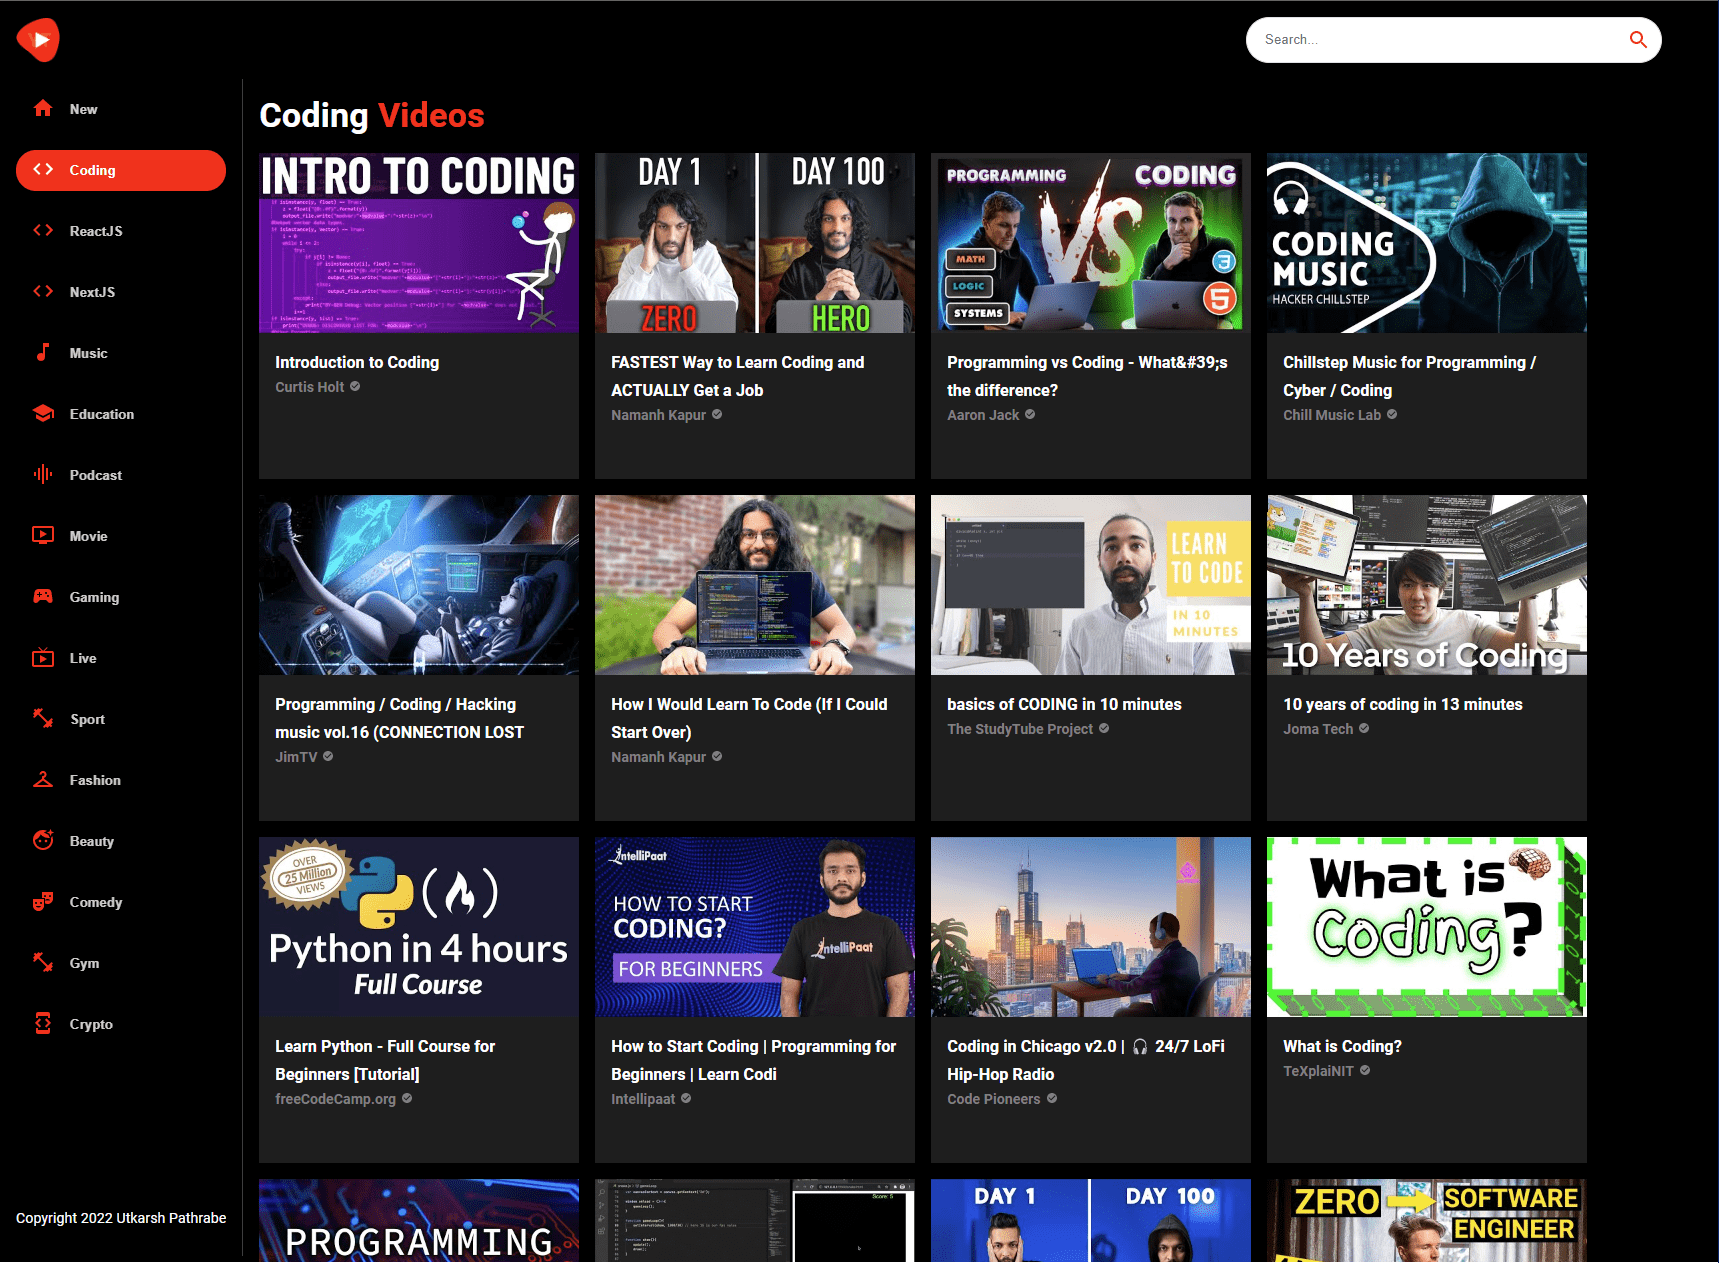 Search...
New
Coding
ReactJS
NextJS
Music
Education
Podcast
Movie
Gaming
Live
Sport
Fashion
Beauty
Comedy
Gym
Crypto
Copyright 2022 Utkarsh Pathrabe
Coding Videos
INTRO TO CODING
Introduction to Coding
Curtis Holt
DAY 1 DAY 100
ZERO HERO
FASTEST Way to Learn Coding and
ACTUALLY Get a Job
Namanh Kapur
PROGRAMMING VS CODING
MATH
LOGIC
SYSTEMS
3
5
Programming vs Coding - What&#39;s
the difference?
Aaron Jack
CODING
MUSIC
HACKER CHILLSTEP
Chillstep Music for Programming /
Cyber / Coding
Chill Music Lab
Programming / Coding / Hacking
music vol.16 (CONNECTION LOST
JimTV
How I Would Learn To Code (If I Could
Start Over)
Namanh Kapur
LEARN
TO CODE
IN 10
MINUTES
basics of CODING in 10 minutes
The StudyTube Project
10 Years of Coding
10 years of coding in 13 minutes
Joma Tech
OVER
25 Million
VIEWS
Python in 4 hours
Full Course
Learn Python - Full Course for
Beginners [Tutorial]
freeCodeCamp.org
IntelliPaat
HOW TO START
CODING?
FOR BEGINNERS
IntelliPaat
How to Start Coding | Programming for
Beginners | Learn Codi
Intellipaat
Coding in Chicago v2.0 | 🎧 24/7 LoFi
Hip-Hop Radio
Code Pioneers
What is
Coding?
What is Coding?
TeXplaiNIT
PROGRAMMING
Score: 5
DAY 1 DAY 100
ZERO SOFTWARE
ENGINEER